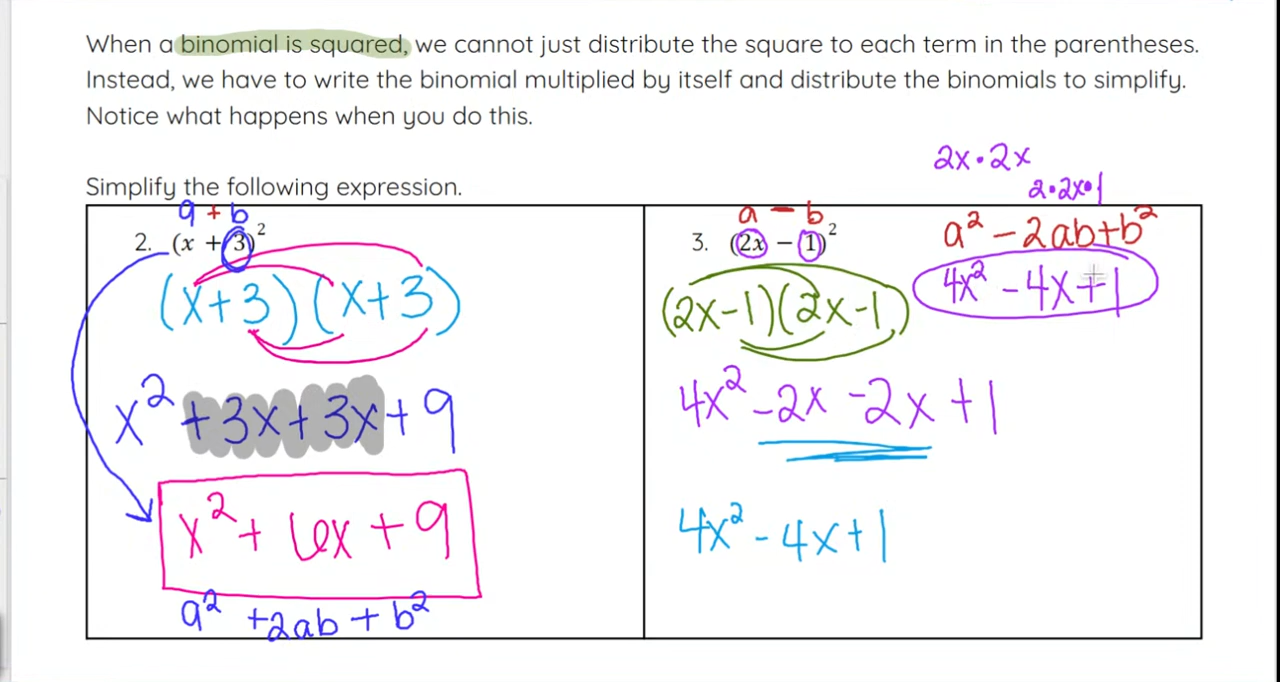 When a binomial is squared, we cannot just distribute the square to each term in the parentheses.
Instead, we have to write the binomial multiplied by itself and distribute the binomials to simplify.
Notice what happens when you do this.
Simplify the following expression.
a + b
2. (x + 3)²
(x+3)(x+3)
x² +3x+3x+9
x² + 6x + 9
a² +2ab + b²
2x•2x
2•2x•1
a - b
3. (2x - 1)²
a² - 2ab+b²
4x² - 4x+1
(2x-1)(2x-1)
4x² -2x -2x +1
4x² - 4x+1